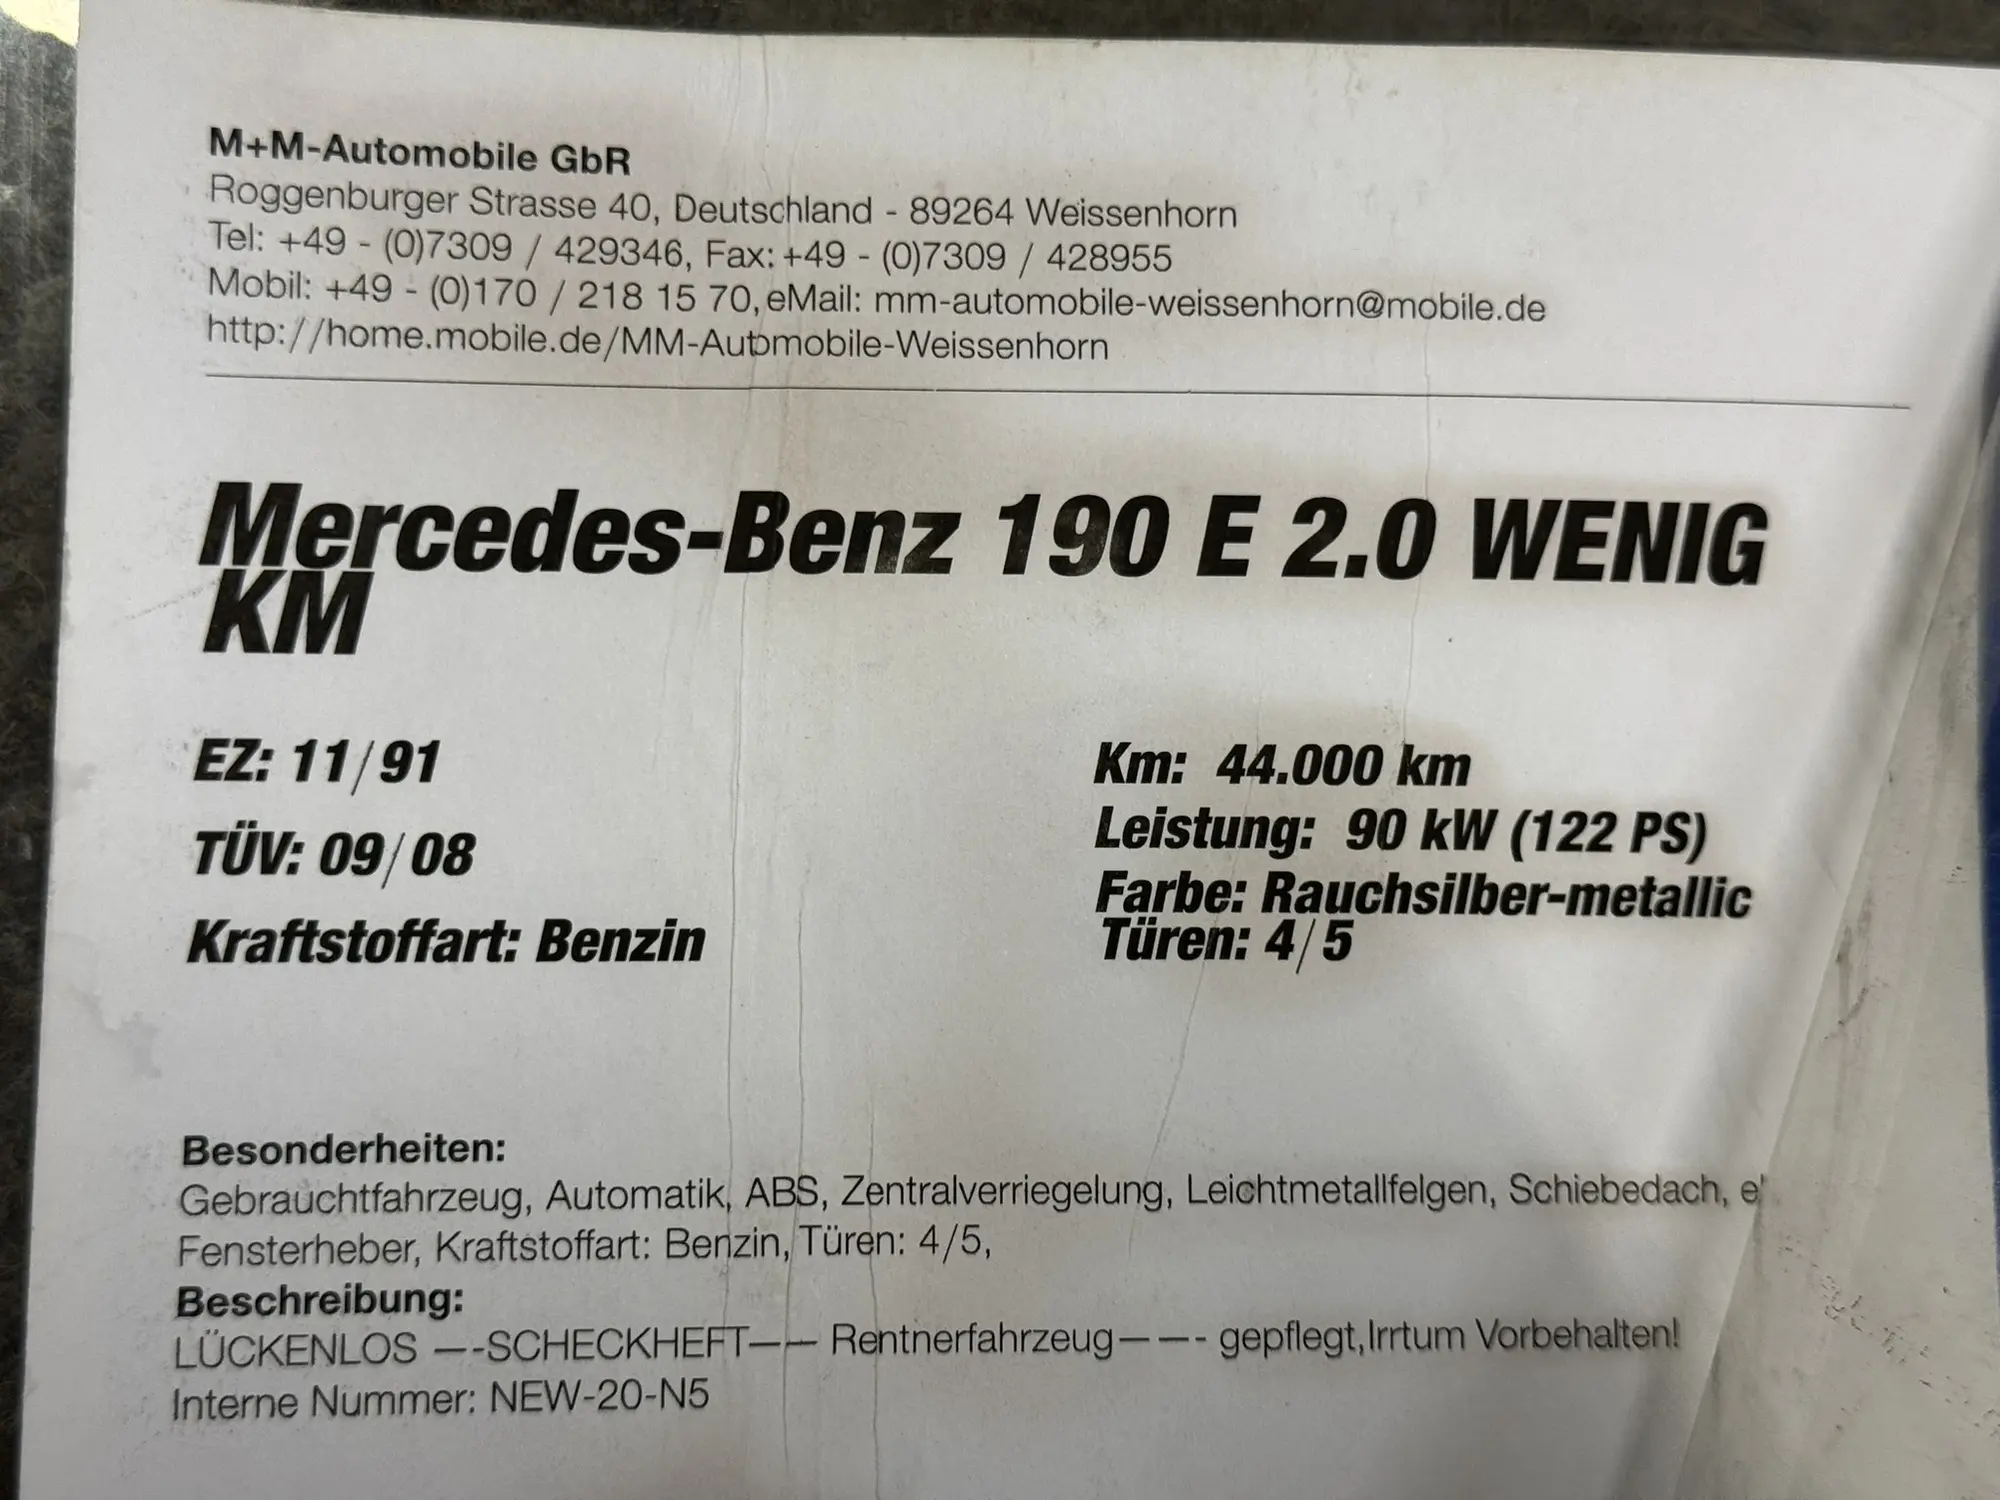 M+M-Automobile GbR
Roggenburger Strasse 40, Deutschland - 89264 Weissenhorn
Tel: +49 - (0)7309 / 429346, Fax: +49 - (0)7309 / 428955
Mobil: +49 - (0)170 / 218 15 70, eMail: mm-automobile-weissenhorn@mobile.de
http://home.mobile.de/MM-Automobile-Weissenhorn
Mercedes-Benz 190 E 2.0 WENIG
KM
EZ: 11/91
TÜV: 09/08
Kraftstoffart: Benzin
Km: 44.000 km
Leistung: 90 kW (122 PS)
Farbe: Rauchsilber-metallic
Türen: 4/5
Besonderheiten:
Gebrauchtfahrzeug, Automatik, ABS, Zentralverriegelung, Leichtmetallfelgen, Schiebedach,
Fensterheber, Kraftstoffart: Benzin, Türen: 4/5,
Beschreibung:
LÜCKENLOS ---SCHECKHEFT---- Rentnerfahrzeug----- gepflegt,Irrtum Vorbehalten!
Interne Nummer: NEW-20-N5